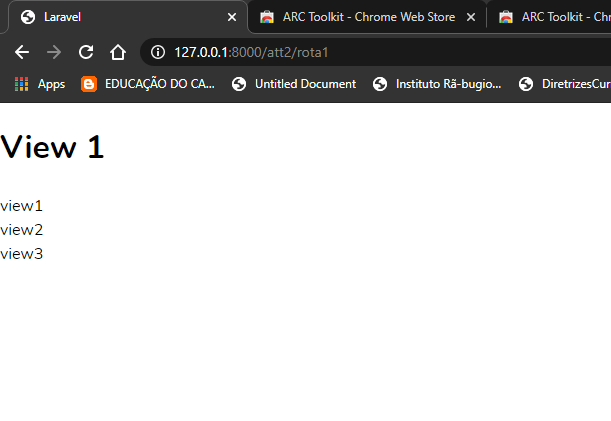 Laravel ARC Toolkit - Chrome Web Store ARC Toolkit - Ch
127.0.0.1:8000/att2/rota1
Apps EDUCAÇÃO DO CA... Untitled Document Instituto Rã-bugio... DiretrizesCur
View 1
view1
view2
view3